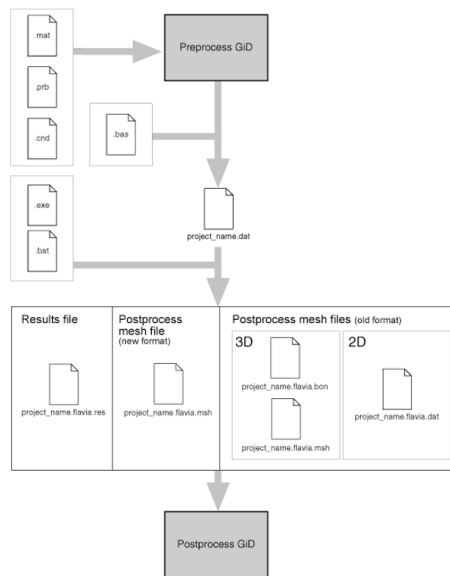 .mat
Preprocess GiD
.prb
.cnd
.bas
.exe
project_name.dat
.bat
Results file
Postprocess
mesh file
(new format)
Postprocess mesh files (old format)
3D
2D
project_name.flavia.res
project_name.flavia.msh
project_name.flavia.bon
project_name.flavia.dat
project_name.flavia.msh
Postprocess GiD